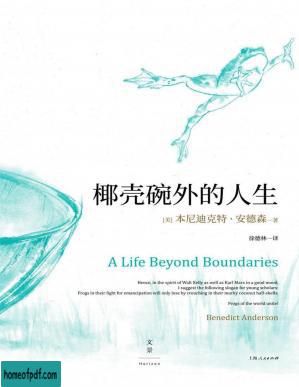 椰壳碗外的人生
[美] 本尼迪克特·安德森—著
徐德林—译
A Life Beyond Boundaries
Hence, in the spirit of Walt Kelly as well as Karl Marx in a good mood,
I suggest the following slogan for young scholars:
Frogs in their fight for emancipation will only lose by crouching in their murky coconut half-shells.
Frogs of the world unite!
Benedict Anderson
文
景
Horizon
上海人民出版社
homeofpdf.com